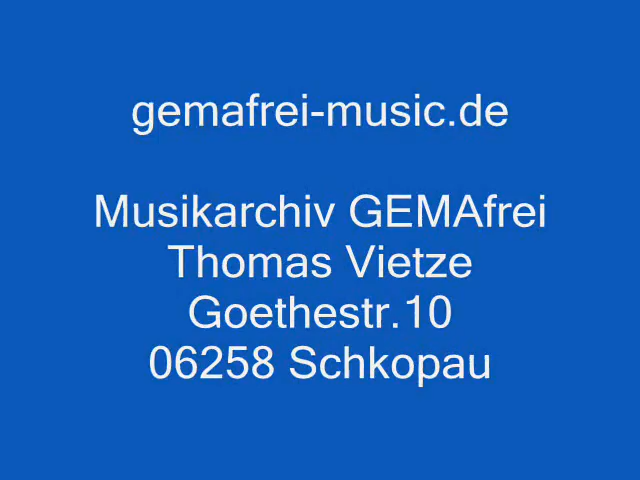 gemafrei-music.de
Musikarchiv GEMAfrei
Thomas Vietze
Goethestr.10
06258 Schkopau